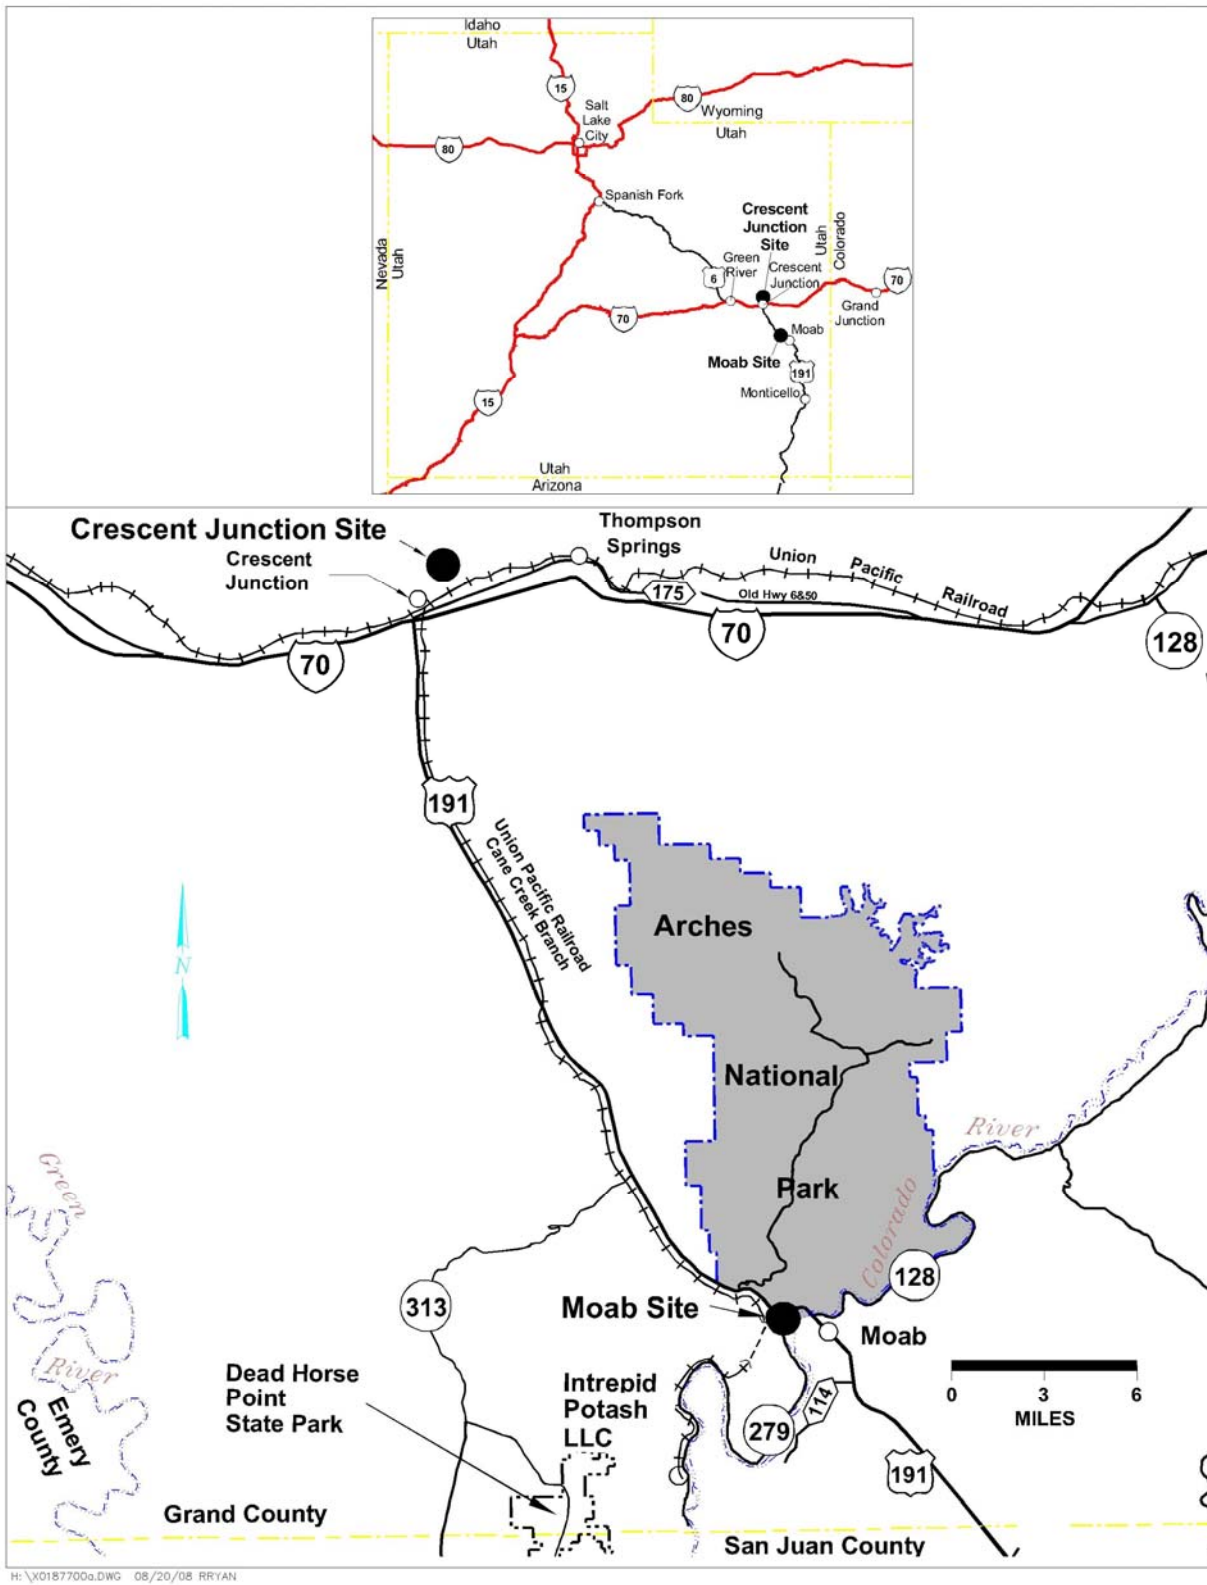 Idaho
Utah
15
80
Wyoming
Utah
Salt
Lake
City
80
Spanish Fork
Crescent
Junction
Site
Utah
Colorado
Nevada
Utah
Green
River
Crescent
Junction
6
70
70
Grand
Junction
Moab
Moab Site
191
Monticello
15
Utah
Arizona
Crescent Junction Site
Crescent
Junction
Thompson
Springs
Union Pacific Railroad
175
Old Hwy 6&50
70
70
128
191
Union Pacific Railroad
Cane Creek Branch
Arches
N
National
River
Green
Park
Colorado
128
313
Moab Site
Moab
River
Emery
County
Dead Horse
Point
State Park
Intrepid
Potash
LLC
0 3 6
MILES
114
279
191
Grand County
San Juan County
H:\X0187700a.DWG 08/20/08 RRYAN